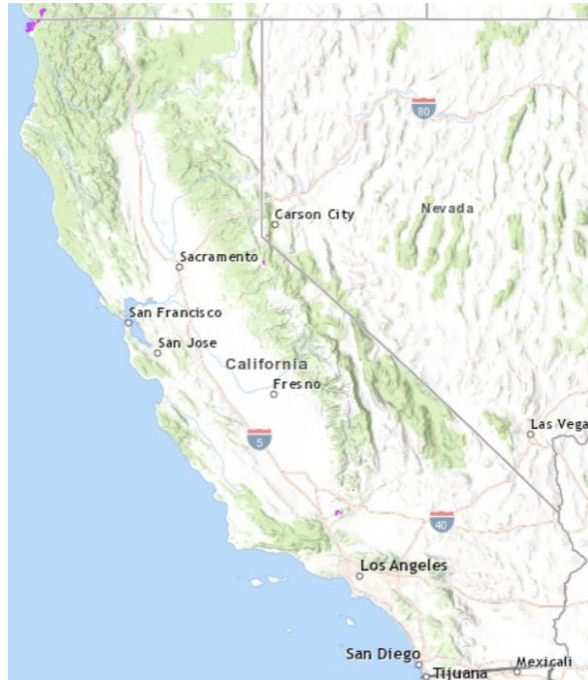 80
Carson City
Nevada
Sacramento
San Francisco
San Jose
California
Fresno
Las Vega
5
40
Los Angeles
San Diego
Mexicali
Tijuana